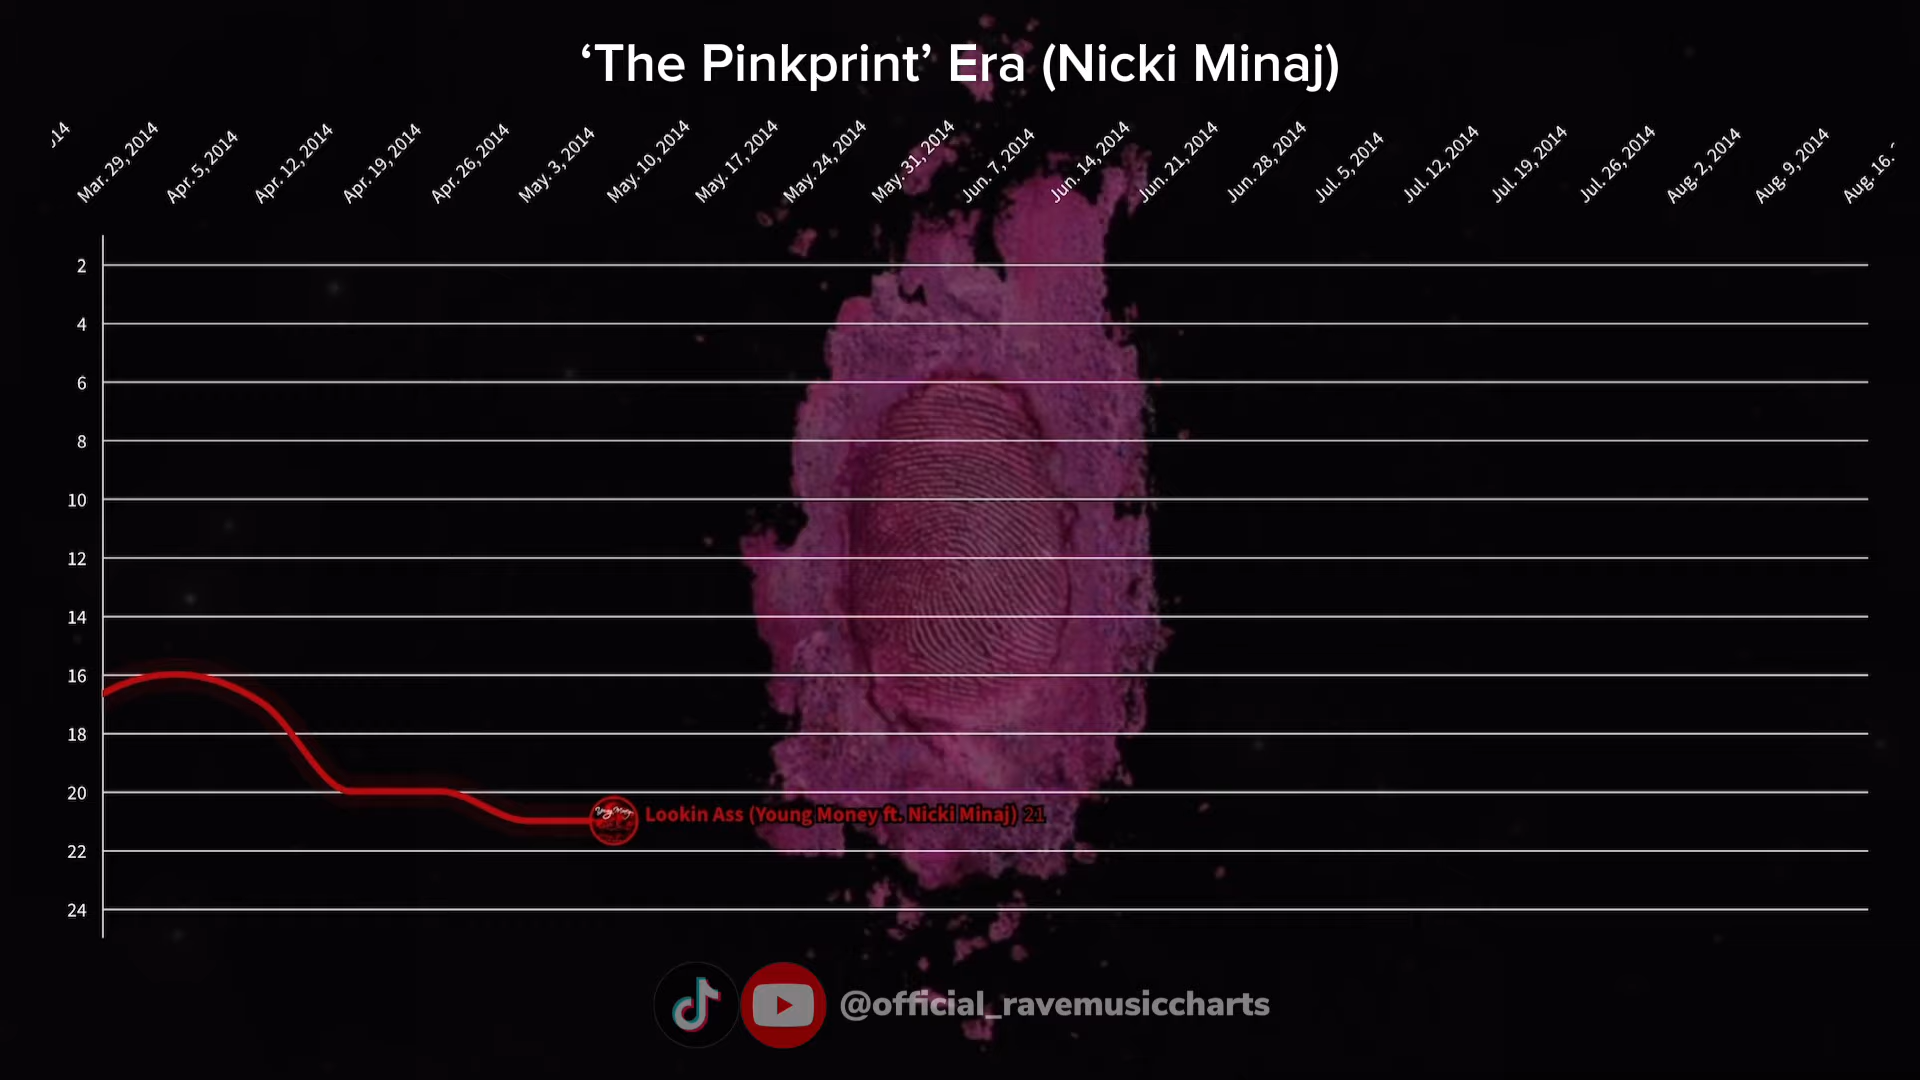 ‘The Pinkprint’ Era (Nicki Minaj)
Mar. 29, 2014
Apr. 5, 2014
Apr. 12, 2014
Apr. 19, 2014
Apr. 26, 2014
May. 3, 2014
May. 10, 2014
May. 17, 2014
May. 24, 2014
May. 31, 2014
Jun. 7, 2014
Jun. 14, 2014
Jun. 21, 2014
Jun. 28, 2014
Jul. 5, 2014
Jul. 12, 2014
Jul. 19, 2014
Jul. 26, 2014
Aug. 2, 2014
Aug. 9, 2014
Aug. 16.
2
4
6
8
10
12
14
16
18
20
Lookin Ass (Young Money ft. Nicki Minaj) 21
22
24
@official_ravemusiccharts